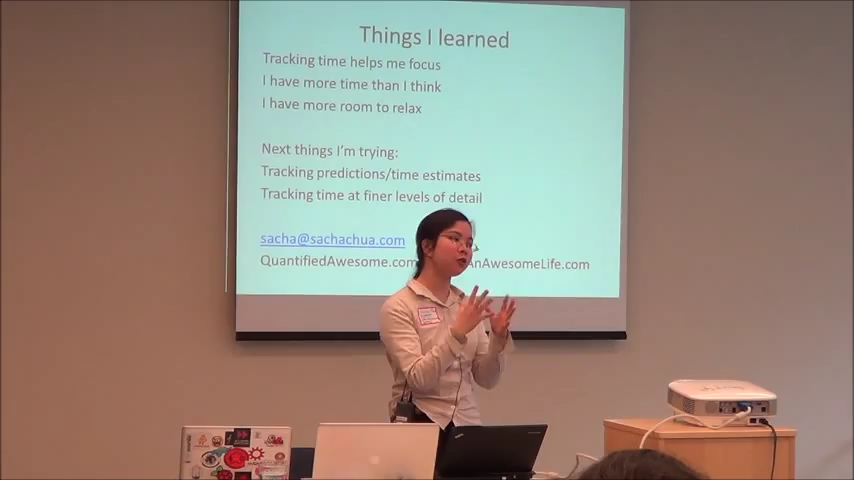 Things I learned
Tracking time helps me focus
I have more time than I think
I have more room to relax
Next things I'm trying:
Tracking predictions/time estimates
Tracking time at finer levels of detail
sacha@sachachua.com
QuantifiedAwesome.com AnAwesomeLife.com